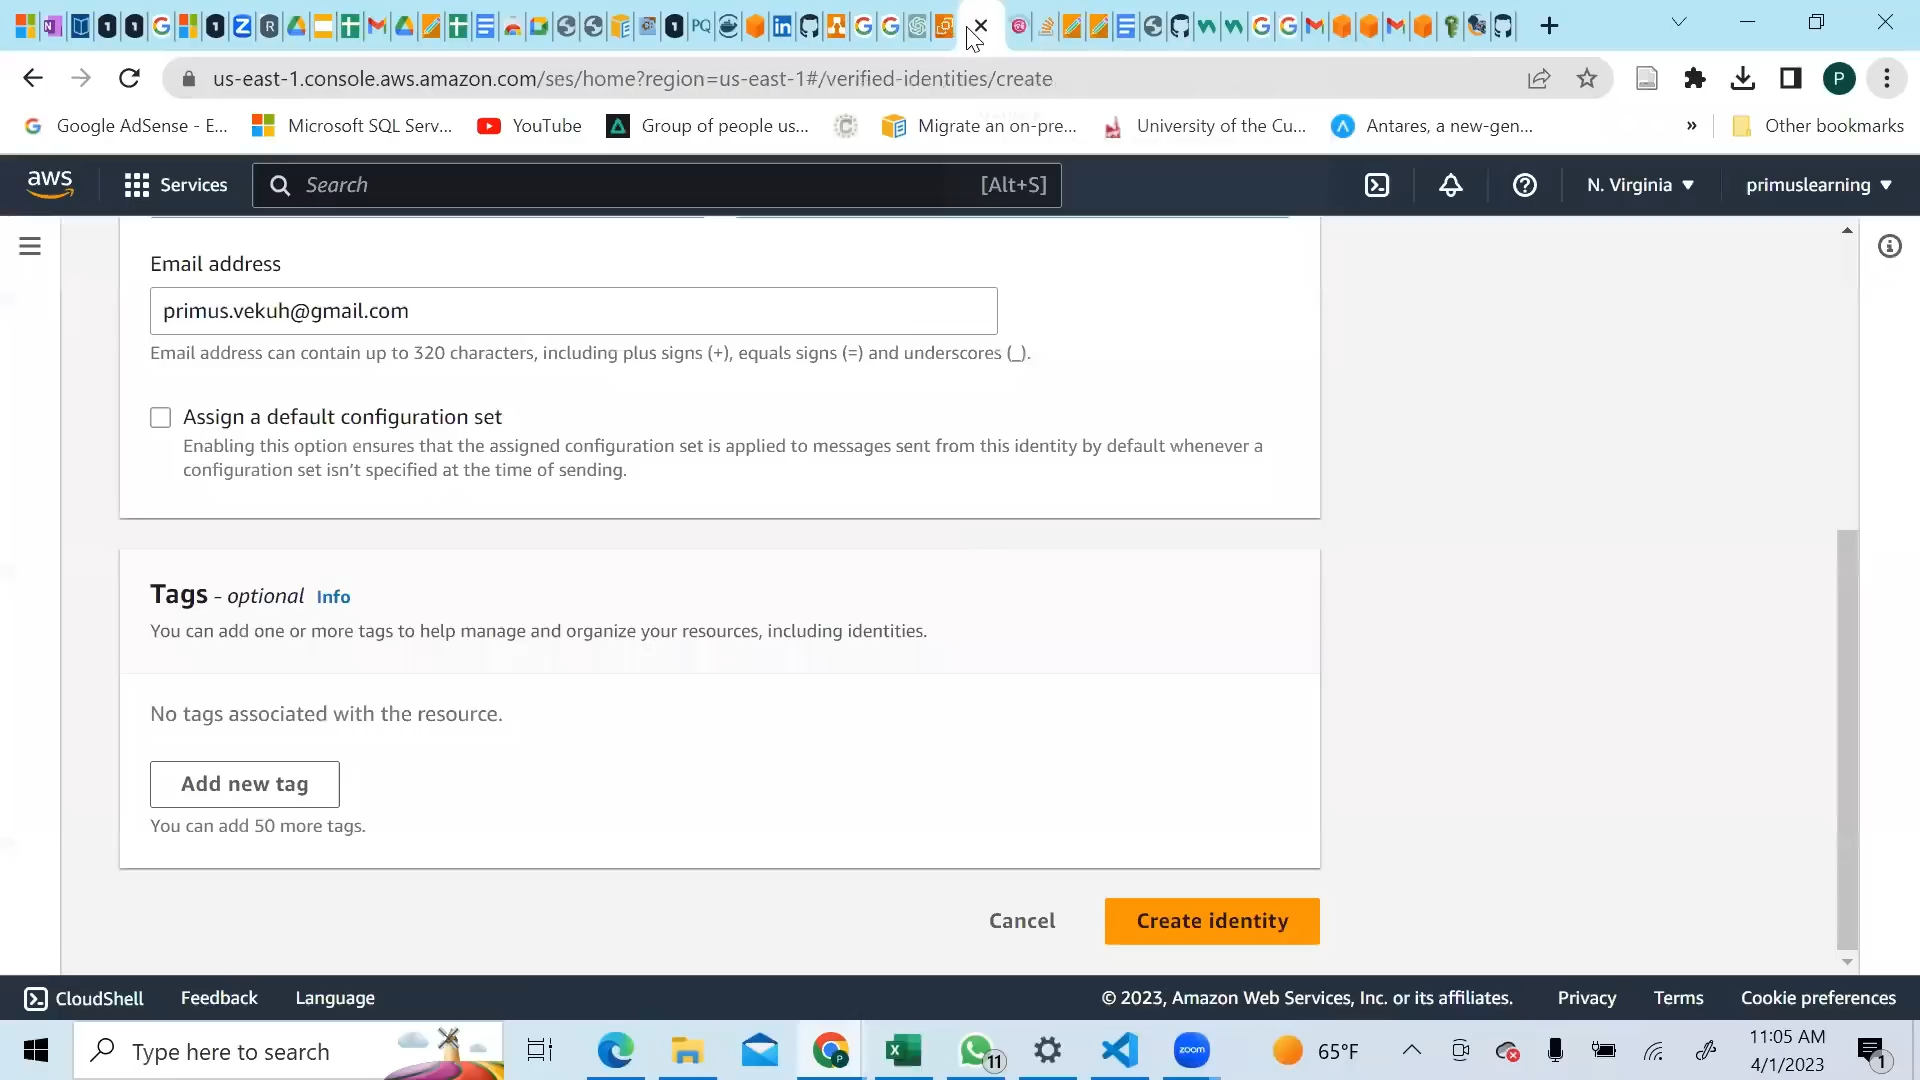 us-east-1.console.aws.amazon.com/ses/home?region=us-east-1#/verified-identities/create
P
Google AdSense - E...
Microsoft SQL Serv...
YouTube
Group of people us...
Migrate an on-pre...
University of the Cu...
Antares, a new-gen...
»
Other bookmarks
aws
Services
Search
[Alt+S]
N. Virginia
primuslearning
Email address
primus.vekuh@gmail.com
Email address can contain up to 320 characters, including plus signs (+), equals signs (=) and underscores (_).
Assign a default configuration set
Enabling this option ensures that the assigned configuration set is applied to messages sent from this identity by default whenever a
configuration set isn't specified at the time of sending.
Tags - optional Info
You can add one or more tags to help manage and organize your resources, including identities.
No tags associated with the resource.
Add new tag
You can add 50 more tags.
Cancel
Create identity
CloudShell
Feedback
Language
© 2023, Amazon Web Services, Inc. or its affiliates.
Privacy
Terms
Cookie preferences
Type here to search
11
zoom
65°F
11:05 AM
4/1/2023
1